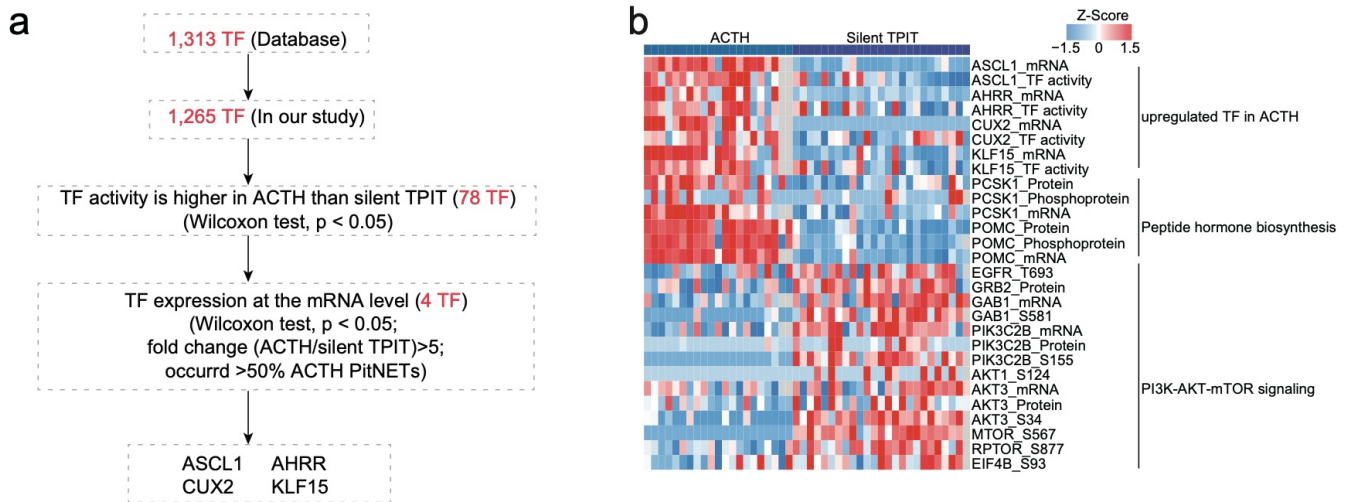 a
1,313 TF (Database)
1,265 TF (In our study)
TF activity is higher in ACTH than silent TPIT (78 TF)
(Wilcoxon test, p < 0.05)
TF expression at the mRNA level (4 TF)
(Wilcoxon test, p < 0.05;
fold change (ACTH/silent TPIT)>5;
occurrd >50% ACTH PitNETs)
ASCL1 AHRR
CUX2 KLF15
b
Z-Score
−1.5 0 1.5
ACTH Silent TPIT
ASCL1_mRNA
ASCL1_TF activity
AHRR_mRNA
AHRR_TF activity
CUX2_mRNA
CUX2_TF activity
KLF15_mRNA
KLF15_TF activity
upregulated TF in ACTH
PCSK1_Protein
PCSK1_Phosphoprotein
PCSK1_mRNA
POMC_Protein
POMC_Phosphoprotein
POMC_mRNA
Peptide hormone biosynthesis
EGFR_T693
GRB2_Protein
GAB1_mRNA
GAB1_S581
PIK3C2B_mRNA
PIK3C2B_Protein
PIK3C2B_S155
AKT1_S124
AKT3_mRNA
AKT3_Protein
AKT3_S34
MTOR_S567
RPTOR_S877
EIF4B_S93
PI3K-AKT-mTOR signaling